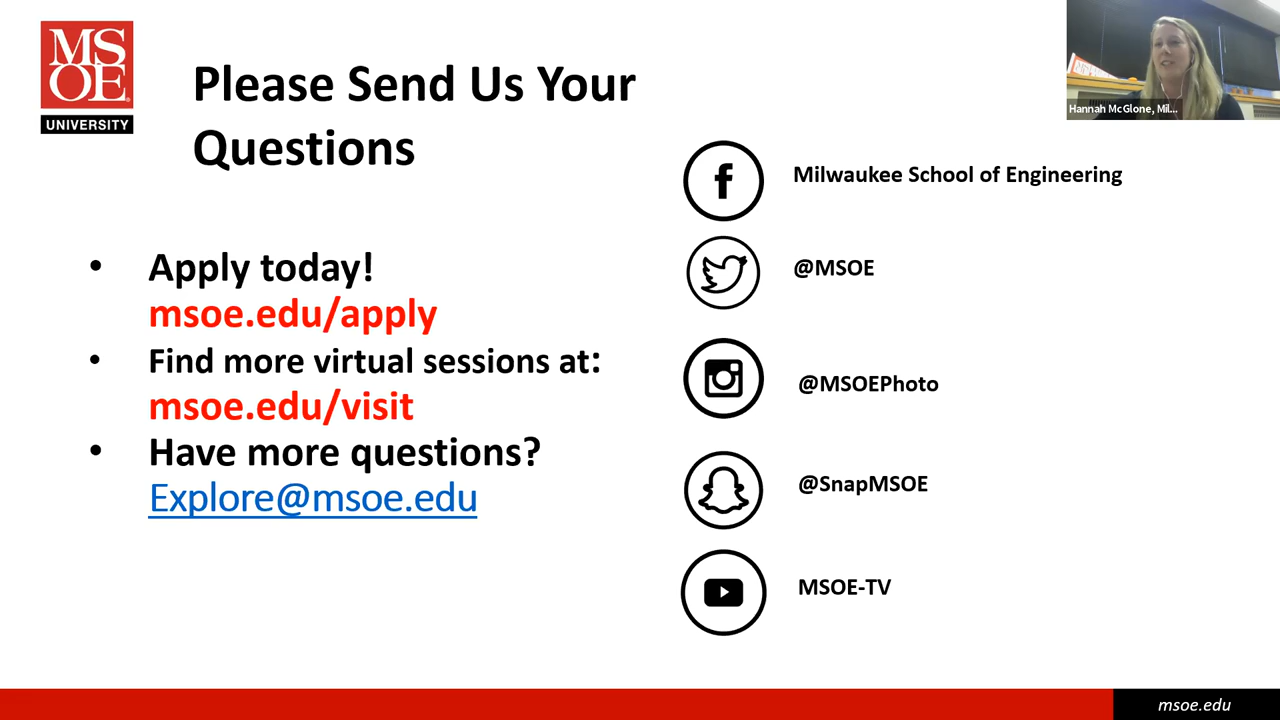 MS
OE
UNIVERSITY
Please Send Us Your
Questions
• Apply today!
msoe.edu/apply
• Find more virtual sessions at:
msoe.edu/visit
• Have more questions?
Explore@msoe.edu
Milwaukee School of Engineering
@MSOE
@MSOEPhoto
@SnapMSOE
MSOE-TV
Hannah McGlone, Mil...
msoe.edu